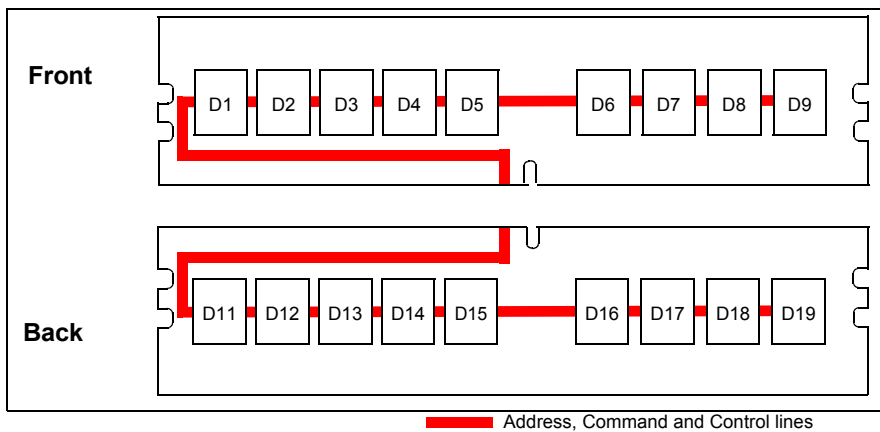 Front
D1 D2 D3 D4 D5 D6 D7 D8 D9
D11 D12 D13 D14 D15 D16 D17 D18 D19
Back
Address, Command and Control lines